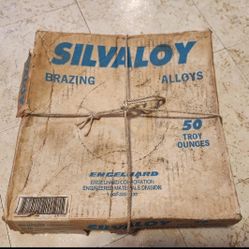 SILVALOY
BRAZING ALLOYS
50
TROY
OUNCES
ENGELHARD
ENGELHARD CORPORATION
ENGINEERED MATERIALS DIVISION